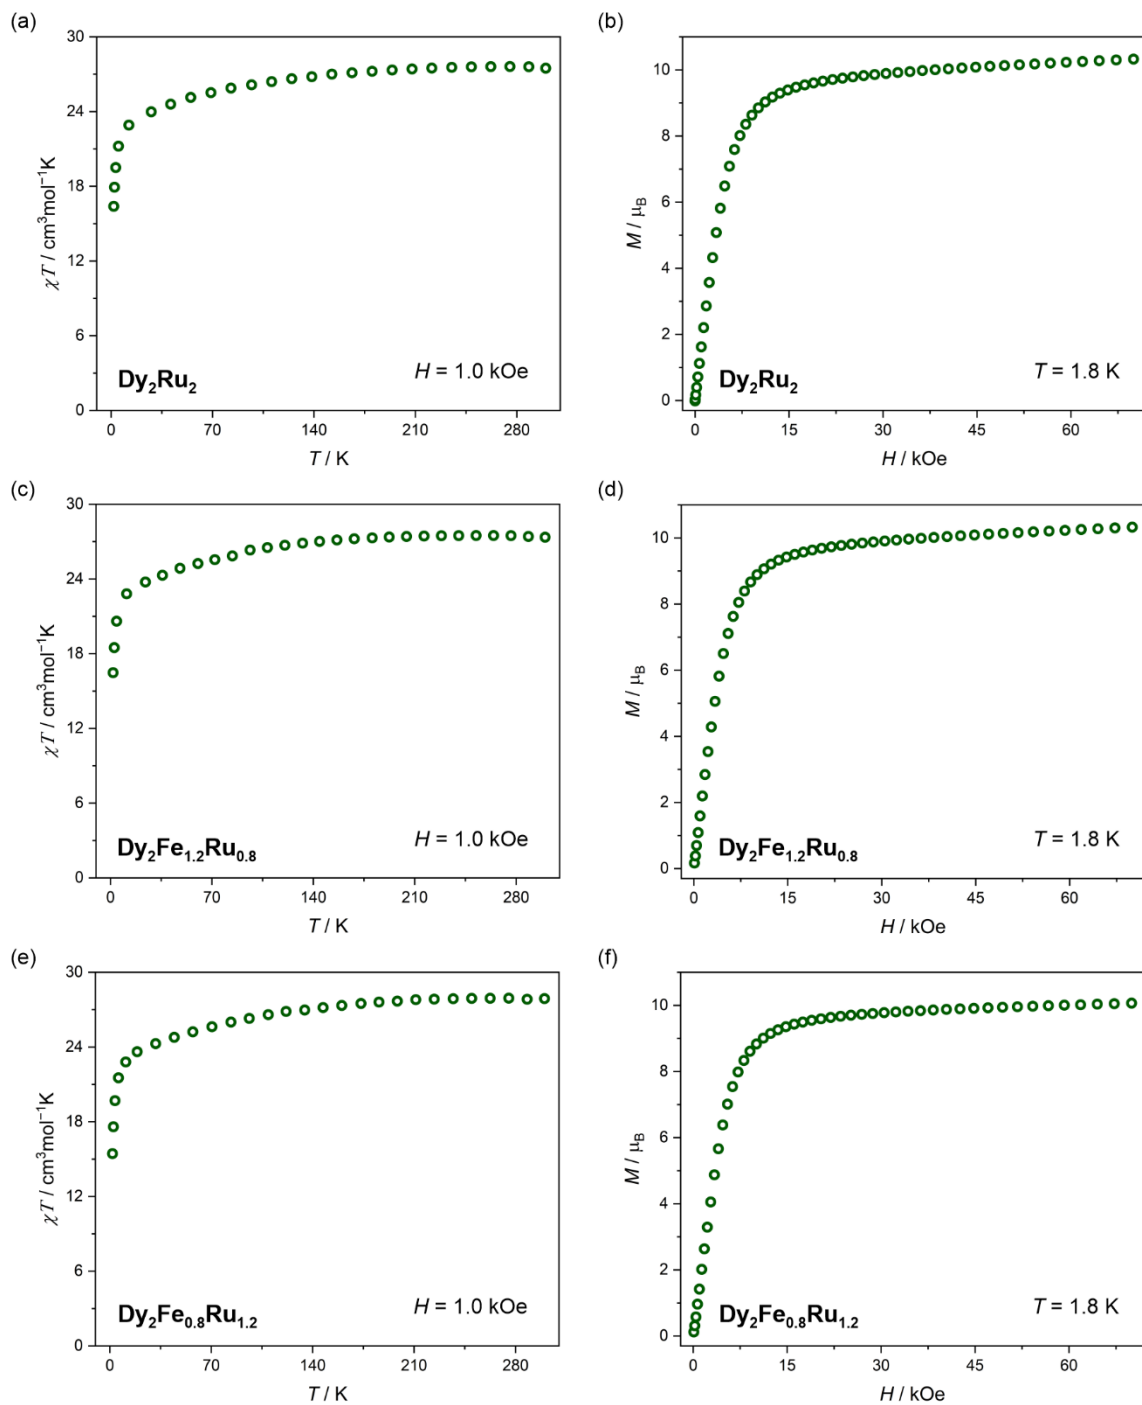 (a)
30
24
18
12
6
0
χT / cm³mol⁻¹K
Dy₂Ru₂
H = 1.0 kOe
0 70 140 210 280
T / K
(b)
10
8
6
4
2
0
M / μ_B
Dy₂Ru₂
T = 1.8 K
0 15 30 45 60
H / kOe
(c)
30
24
18
12
6
0
χT / cm³mol⁻¹K
Dy₂Fe₁.₂Ru₀.₈
H = 1.0 kOe
0 70 140 210 280
T / K
(d)
10
8
6
4
2
0
M / μ_B
Dy₂Fe₁.₂Ru₀.₈
T = 1.8 K
0 15 30 45 60
H / kOe
(e)
30
24
18
12
6
0
χT / cm³mol⁻¹K
Dy₂Fe₀.₈Ru₁.₂
H = 1.0 kOe
0 70 140 210 280
T / K
(f)
10
8
6
4
2
0
M / μ_B
Dy₂Fe₀.₈Ru₁.₂
T = 1.8 K
0 15 30 45 60
H / kOe